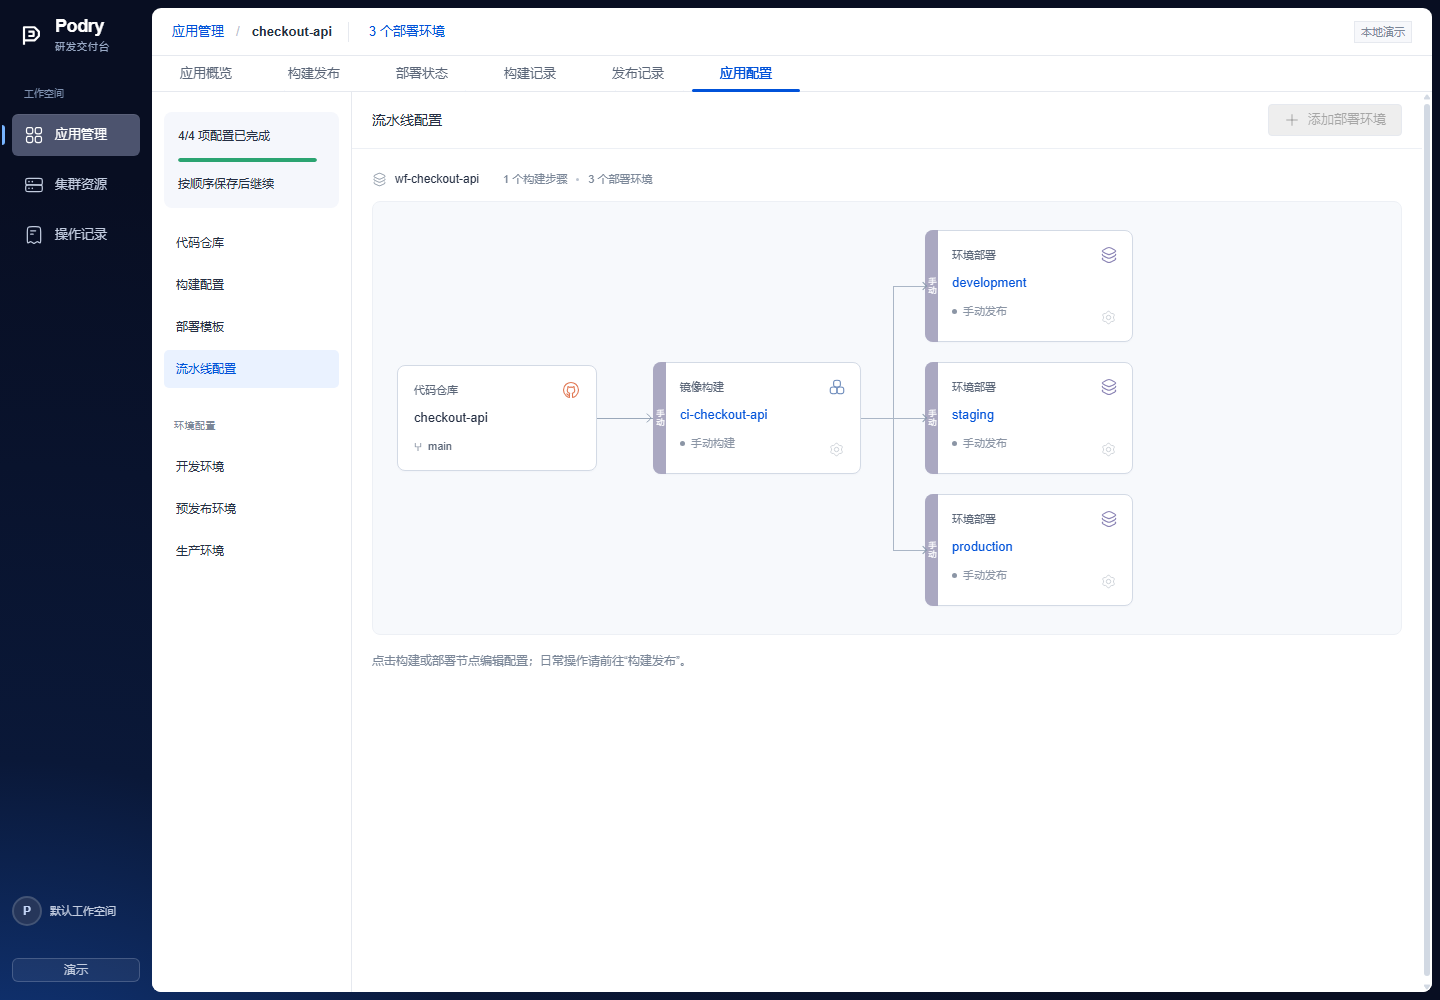 Podry
研发交付台
工作空间
应用管理
集群资源
操作记录
P 默认工作空间
演示
应用管理 / checkout-api 3 个部署环境
本地演示
应用概览 构建发布 部署状态 构建记录 发布记录 应用配置
4/4 项配置已完成
按顺序保存后继续
代码仓库
构建配置
部署模板
流水线配置
环境配置
开发环境
预发布环境
生产环境
流水线配置
添加部署环境
wf-checkout-api 1 个构建步骤 • 3 个部署环境
代码仓库
checkout-api
main
手动
镜像构建
ci-checkout-api
手动构建
手动
环境部署
development
手动发布
手动
环境部署
staging
手动发布
手动
环境部署
production
手动发布
点击构建或部署节点编辑配置；日常操作请前往“构建发布”。